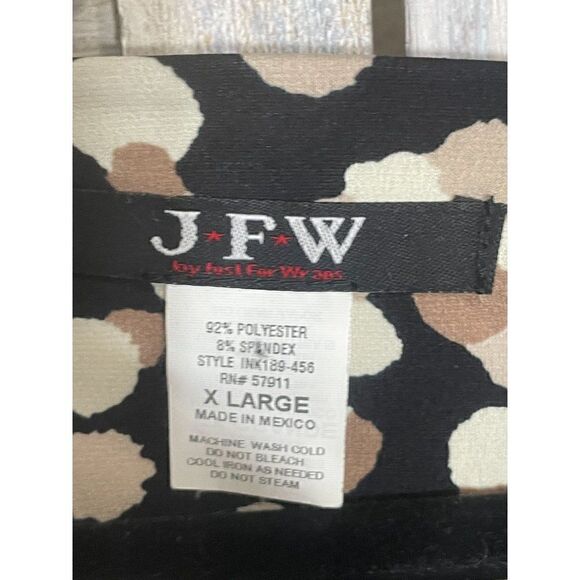 J★F★W
by Just For Wraps
92% POLYESTER
8% SPANDEX
STYLE INK189-456
RN# 57911
X LARGE
MADE IN MEXICO
MACHINE WASH COLD
DO NOT BLEACH
COOL IRON AS NEEDED
DO NOT STEAM